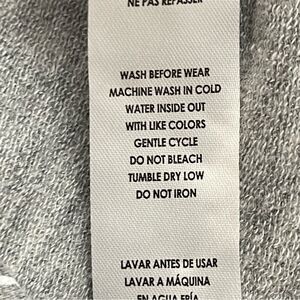 NE PAS REPASSER
WASH BEFORE WEAR
MACHINE WASH IN COLD
WATER INSIDE OUT
WITH LIKE COLORS
GENTLE CYCLE
DO NOT BLEACH
TUMBLE DRY LOW
DO NOT IRON
LAVAR ANTES DE USAR
LAVAR A MÁQUINA
EN AGUA FRÍA